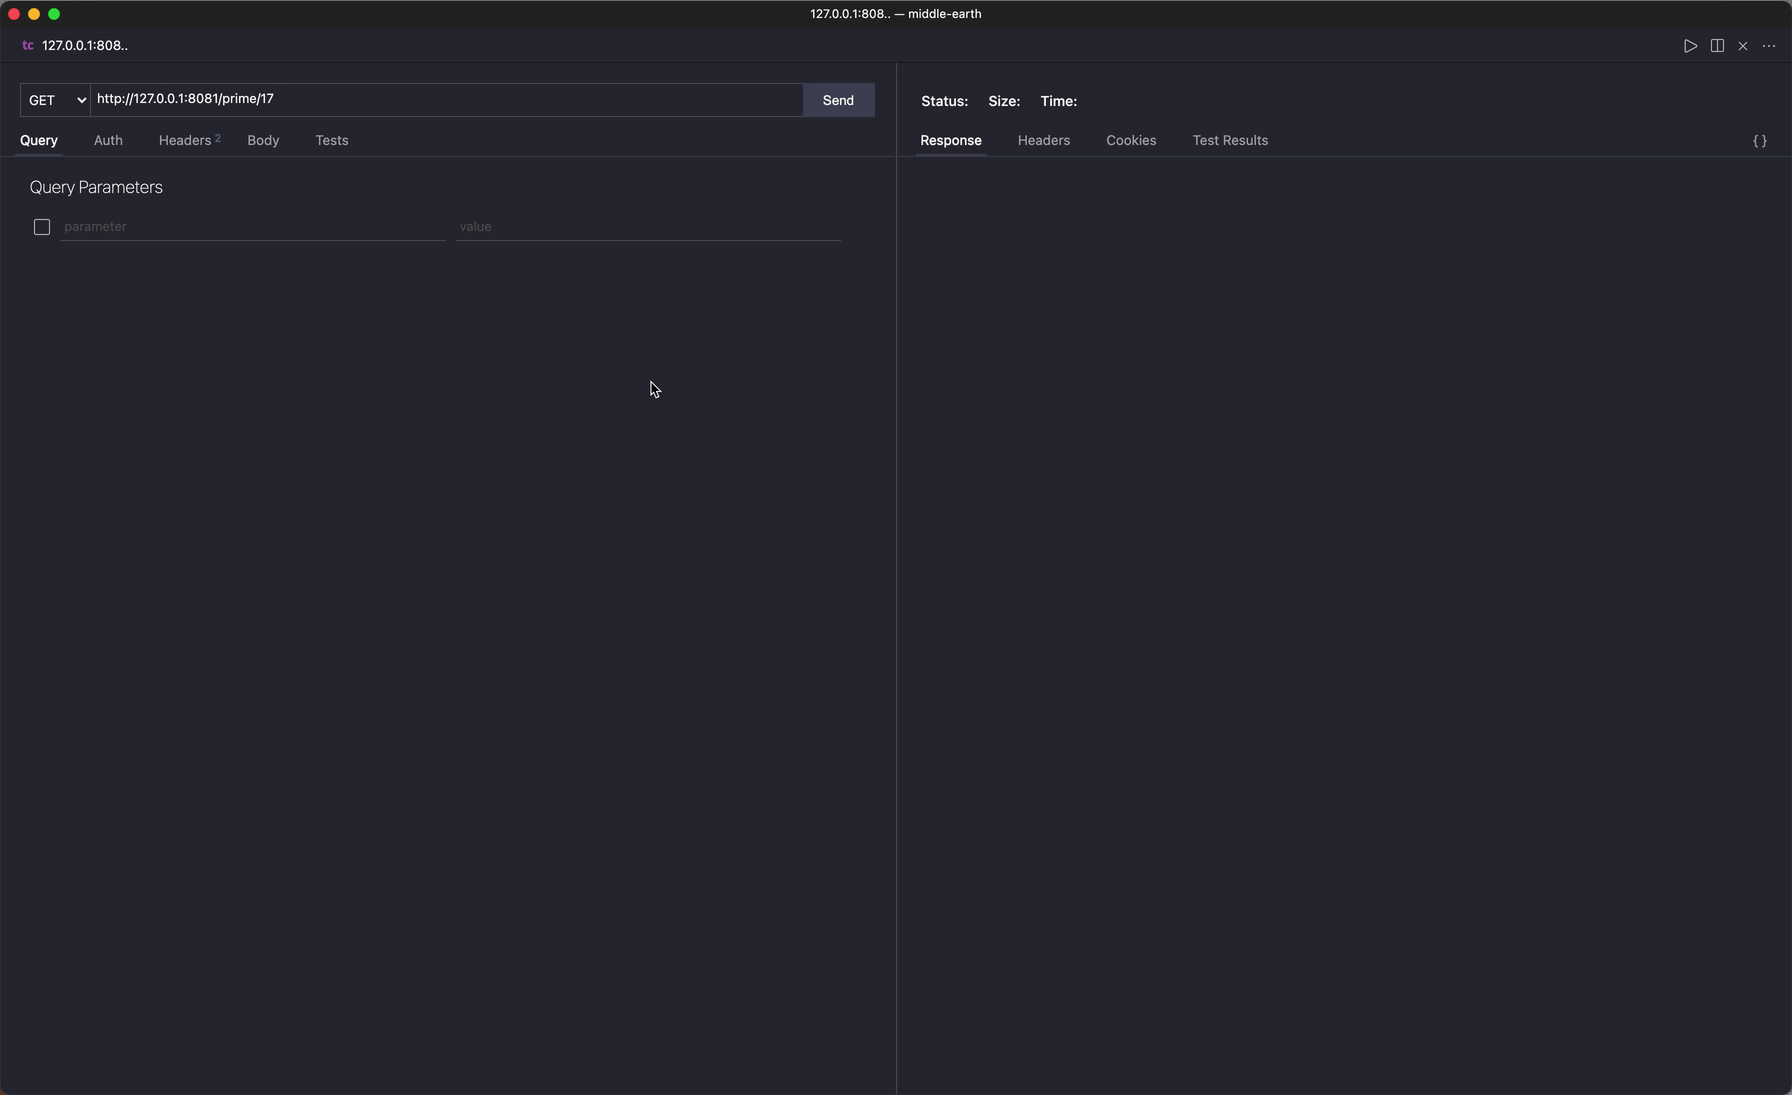 127.0.0.1:808.. — middle-earth
tc 127.0.0.1:808..
GET http://127.0.0.1:8081/prime/17 Send
Query Auth Headers 2 Body Tests
Query Parameters
parameter value
Status: Size: Time:
Response Headers Cookies Test Results { }